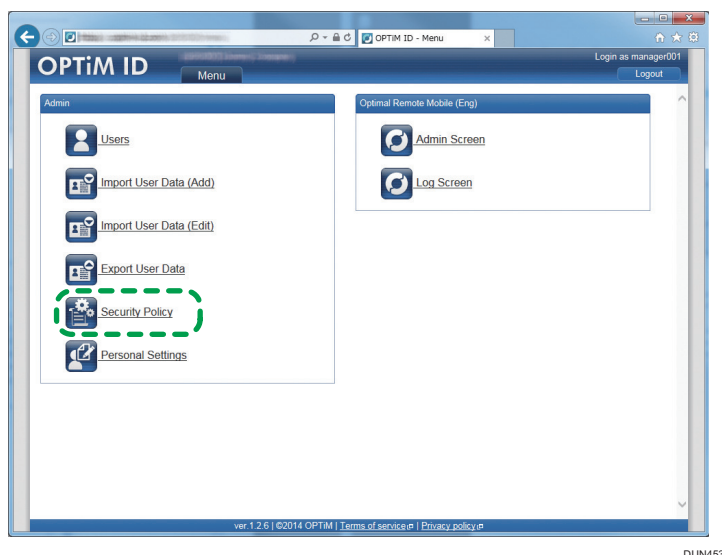 OPTiM ID - Menu
OPTiM ID
Menu
Login as manager001
Logout
Admin
Users
Import User Data (Add)
Import User Data (Edit)
Export User Data
Security Policy
Personal Settings
Optimal Remote Mobile (Eng)
Admin Screen
Log Screen
ver.1.2.6 | ©2014 OPTiM | Terms of service | Privacy policy